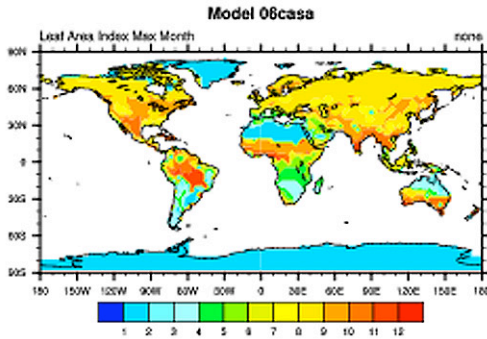 Model 06casa
Leaf Area Index Max Month none
90N
60N
30N
0
30S
60S
90S
180 150W 120W 90W 60W 30W 0 30E 60E 90E 120E 150E 180
1 2 3 4 5 6 7 8 9 10 11 12